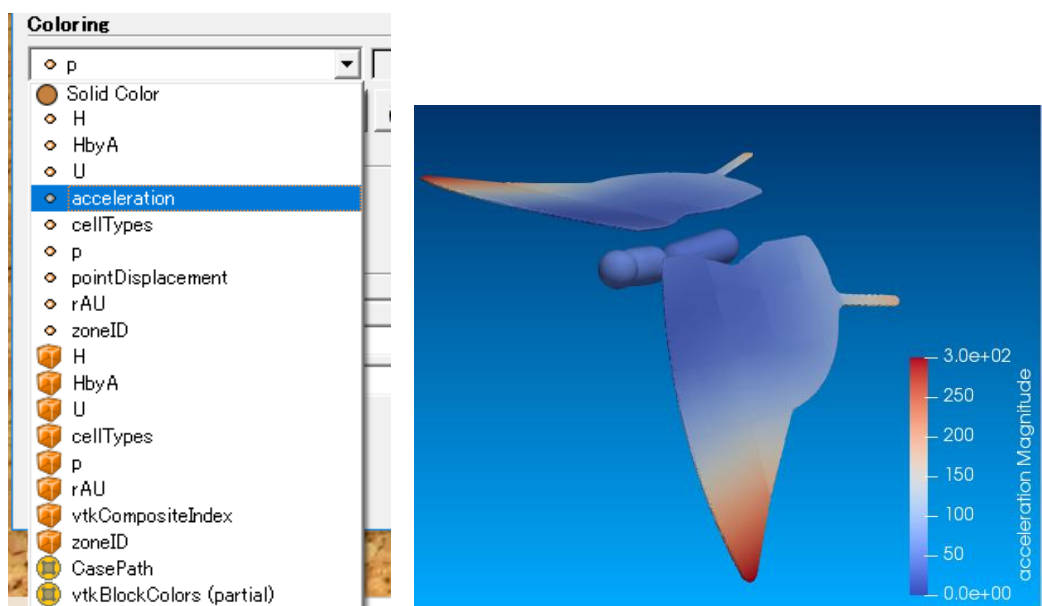 Coloring
p
Solid Color
H
HbyA
U
acceleration
cellTypes
p
pointDisplacement
rAU
zoneID
H
HbyA
U
cellTypes
p
rAU
vtkCompositeIndex
zoneID
CasePath
vtkBlockColors (partial)
3.0e+02
250
200
150
100
50
0.0e+00
acceleration Magnitude